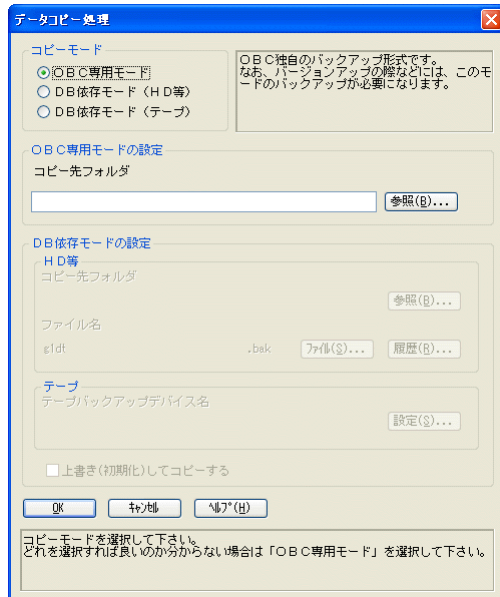 データコピー処理
コピーモード
OBC専用モード
DB依存モード（HD等）
DB依存モード（テープ）
OBC独自のバックアップ形式です。
なお、バージョンアップの際などには、このモ
ードのバックアップが必要になります。
OBC専用モードの設定
コピー先フォルダ
参照(B)...
DB依存モードの設定
HD等
コピー先フォルダ
参照(B)...
ファイル名
gldt .bak ﾌｧｲﾙ(S)... 履歴(R)...
テープ
テープバックアップデバイス名
設定(S)...
上書き(初期化)してコピーする
OK ｷｬﾝｾﾙ ﾍﾙﾌﾟ(H)
コピーモードを選択して下さい。
どれを選択すれば良いのか分からない場合は「OBC専用モード」を選択して下さい。